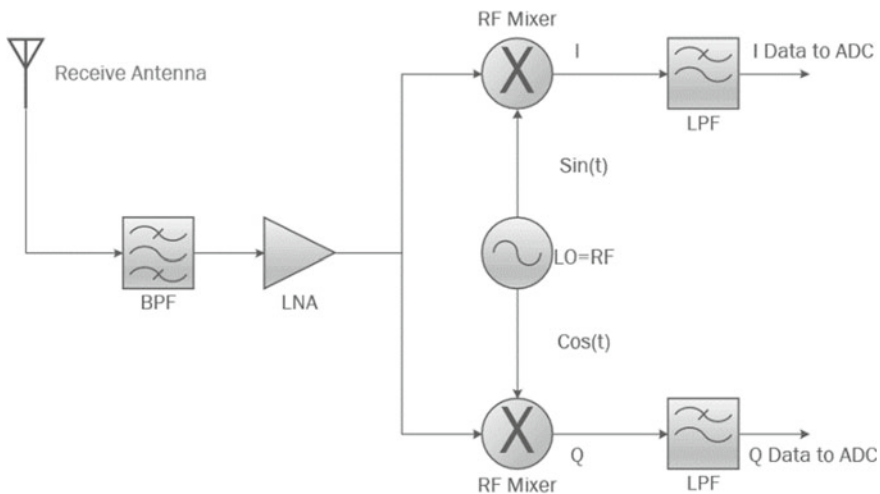 RF Mixer
I
I Data to ADC
Receive Antenna
X
LPF
Sin(t)
LO=RF
BPF
LNA
Cos(t)
X
Q
Q Data to ADC
RF Mixer
LPF